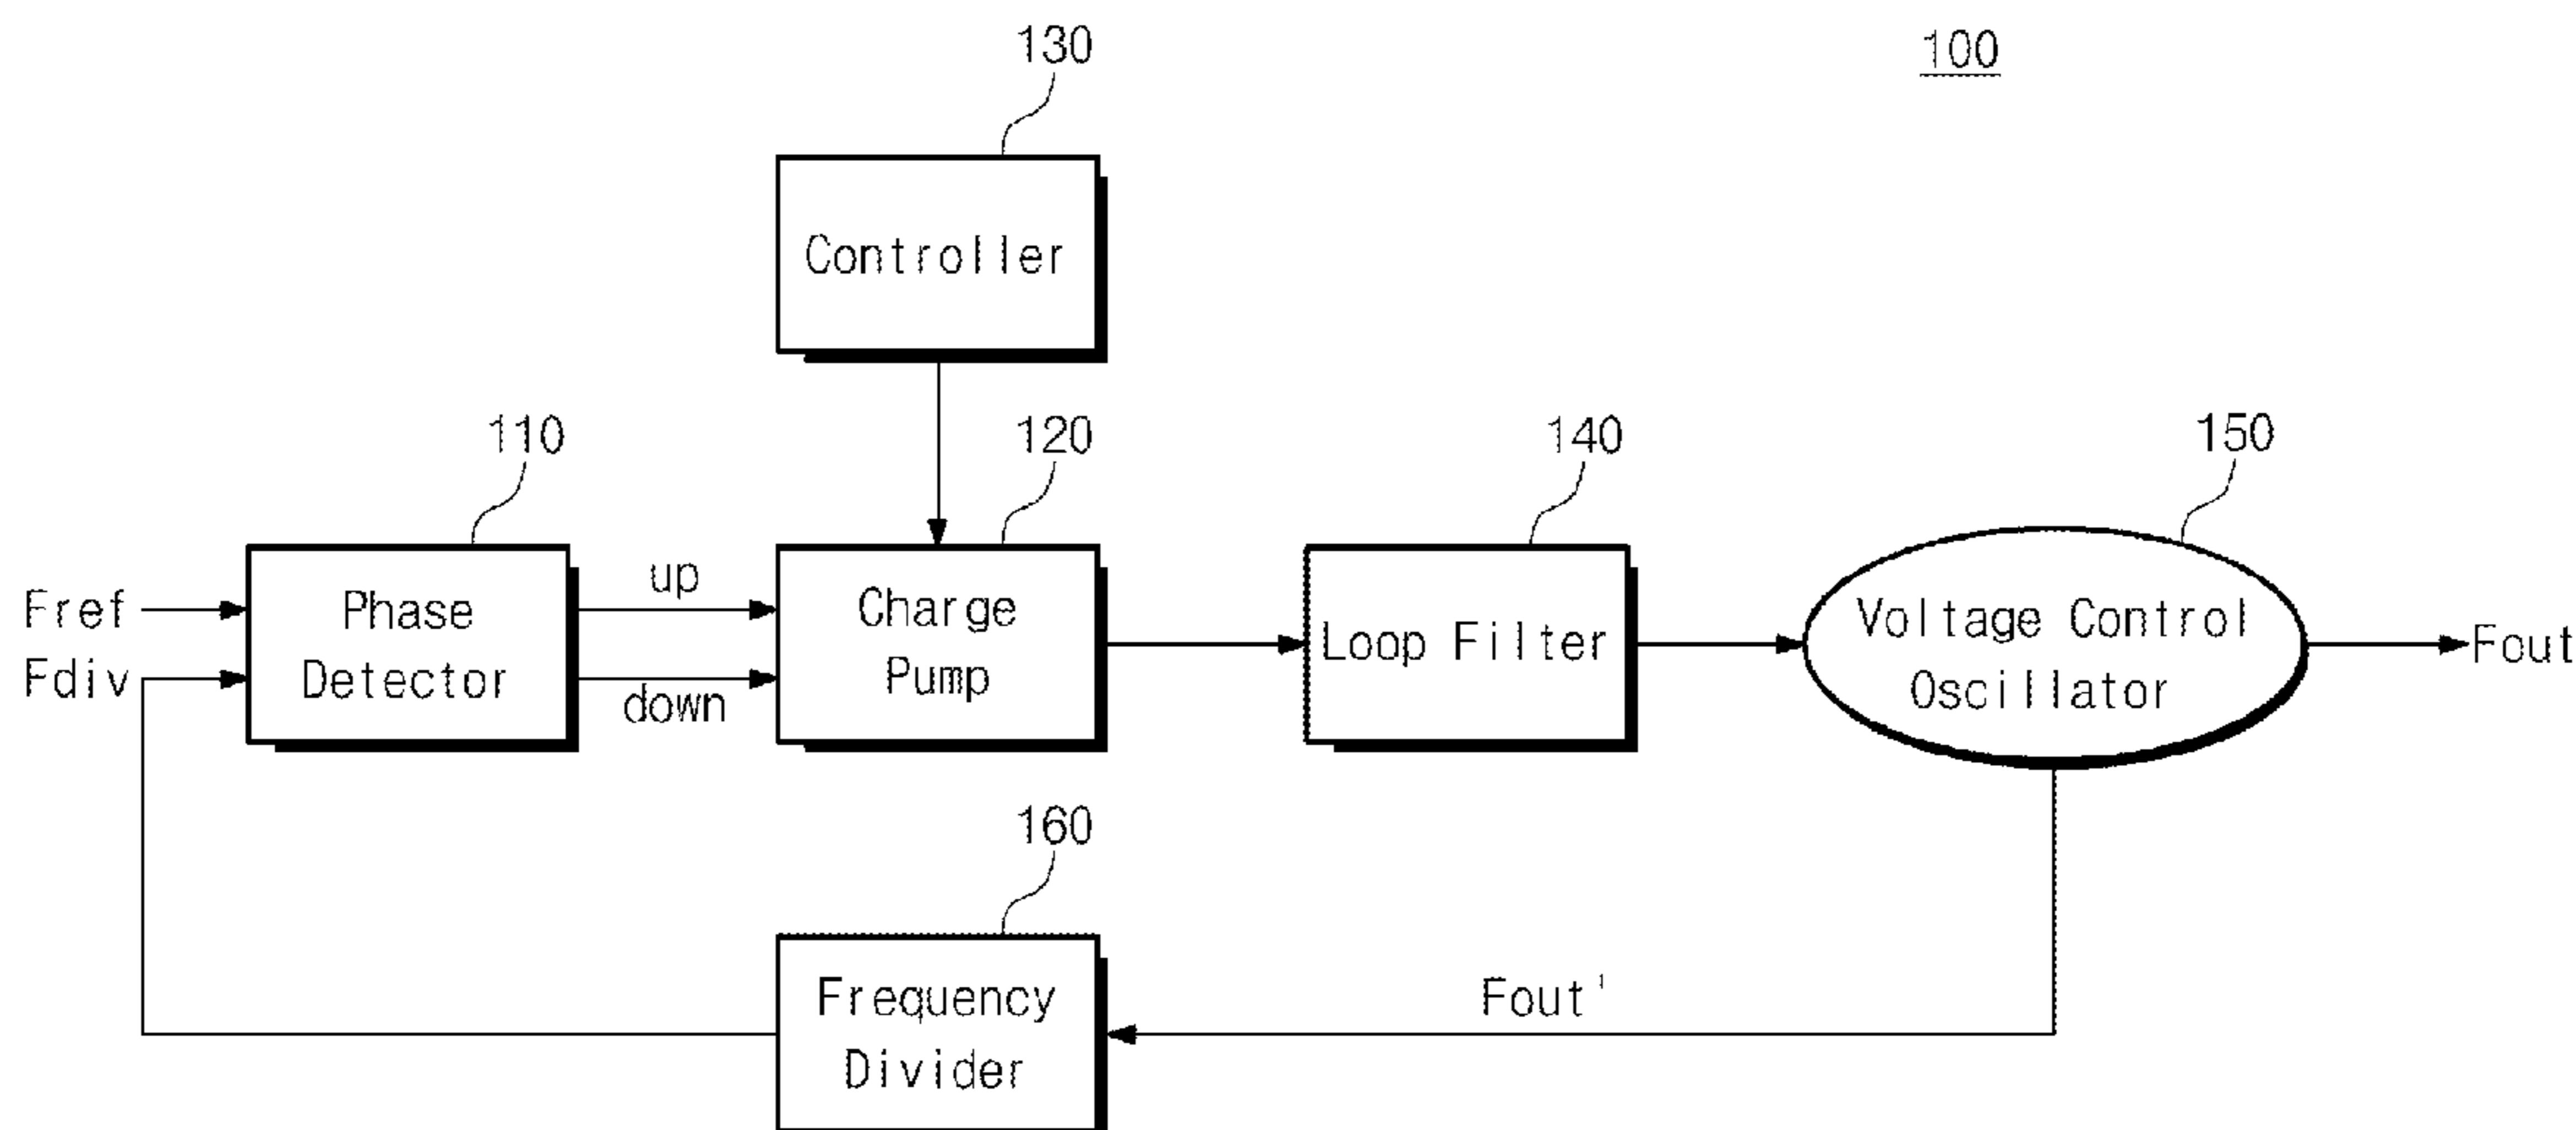 130
100
Controller
110
120
140
150
Fref
Fdiv
Phase
Detector
up
down
Charge
Pump
Loop Filter
Voltage Control
Oscillator
Fout
160
Frequency
Divider
Fout'